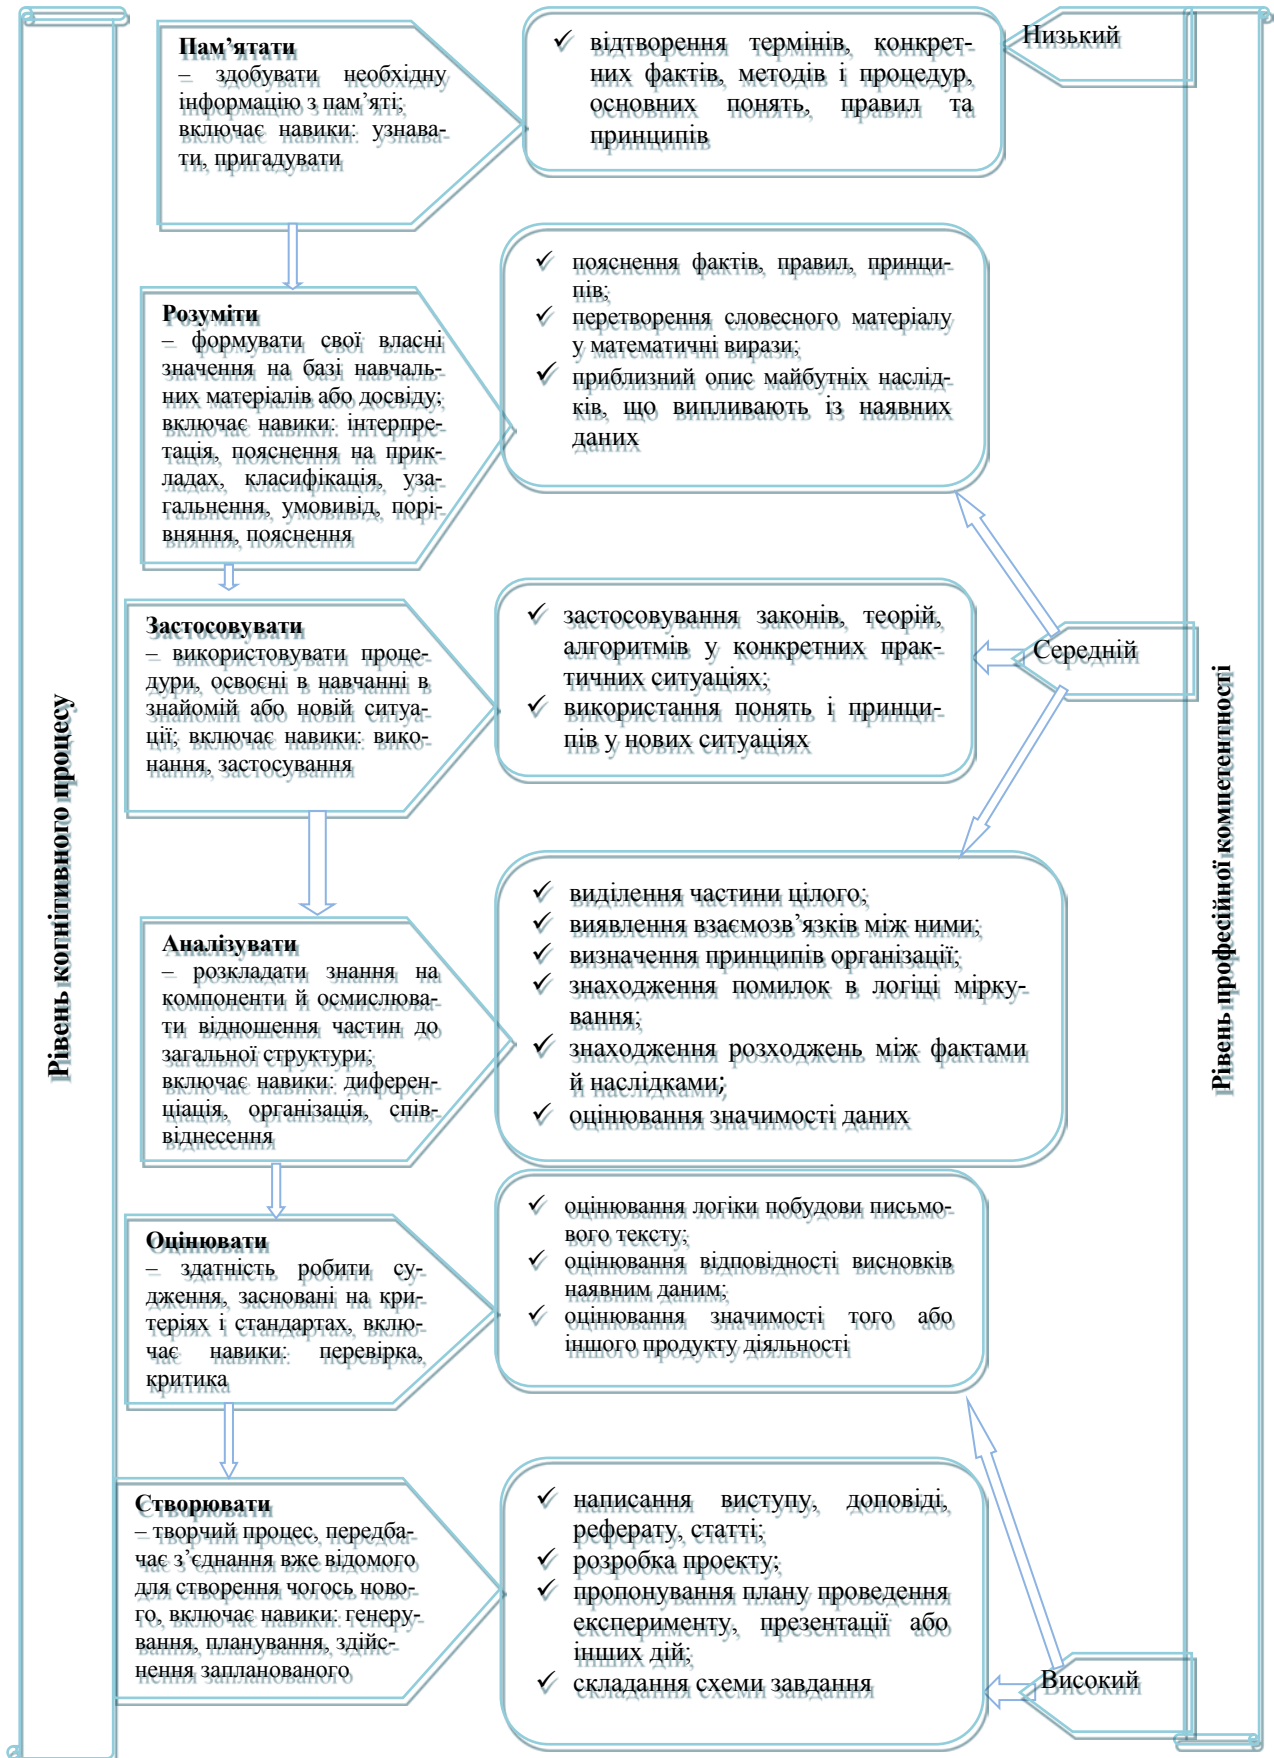 Пам’ятати
– здобувати необхідну
інформацію з пам’яті;
включає навики: узнава-
ти, пригадувати
✓ відтворення термінів, конкрет-
них фактів, методів і процедур,
основних понять, правил та
принципів
Низький
Розуміти
– формувати свої власні
значення на базі навчаль-
них матеріалів або досвіду;
включає навики: інтерпре-
тація, пояснення на прик-
ладах, класифікація, уза-
гальнення, умовивід, порі-
вняння, пояснення
✓ пояснення фактів, правил, принци-
пів;
✓ перетворення словесного матеріалу
у математичні вирази;
✓ приблизний опис майбутніх наслід-
ків, що випливають із наявних
даних
Застосовувати
– використовувати проце-
дури, освоєні в навчанні в
знайомій або новій ситуа-
ції; включає навики: вико-
нання, застосування
✓ застосовування законів, теорій,
алгоритмів у конкретних прак-
тичних ситуаціях;
✓ використання понять і принци-
пів у нових ситуаціях
Середній
Рівень когнітивного процесу
Рівень професійної компетентності
Аналізувати
– розкладати знання на
компоненти й осмислюва-
ти відношення частин до
загальної структури;
включає навики: диферен-
ціація, організація, спів-
віднесення
✓ виділення частини цілого;
✓ виявлення взаємозв’язків між ними;
✓ визначення принципів організації;
✓ знаходження помилок в логіці мірку-
вання;
✓ знаходження розходжень між фактами
й наслідками;
✓ оцінювання значимості даних
Оцінювати
– здатність робити су-
дження, засновані на кри-
теріях і стандартах, вклю-
чає навики: перевірка,
критика
✓ оцінювання логіки побудови письмо-
вого тексту;
✓ оцінювання відповідності висновків
наявним даним;
✓ оцінювання значимості того або
іншого продукту діяльності
Створювати
– творчий процес, передба-
чає з’єднання вже відомого
для створення чогось ново-
го, включає навики: генеру-
вання, планування, здійс-
нення запланованого
✓ написання виступу, доповіді,
реферату, статті;
✓ розробка проекту;
✓ пропонування плану проведення
експерименту, презентації або
інших дій;
✓ складання схеми завдання
Високий